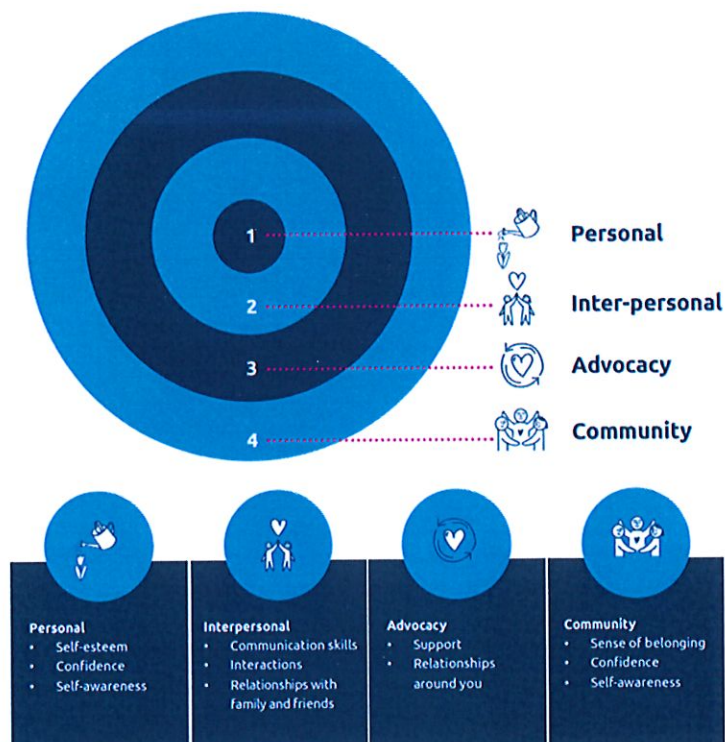 1
Personal
2
Inter-personal
3
Advocacy
4
Community
Personal
• Self-esteem
• Confidence
• Self-awareness
Interpersonal
• Communication skills
• Interactions
• Relationships with
family and friends
Advocacy
• Support
• Relationships
around you
Community
• Sense of belonging
• Confidence
• Self-awareness